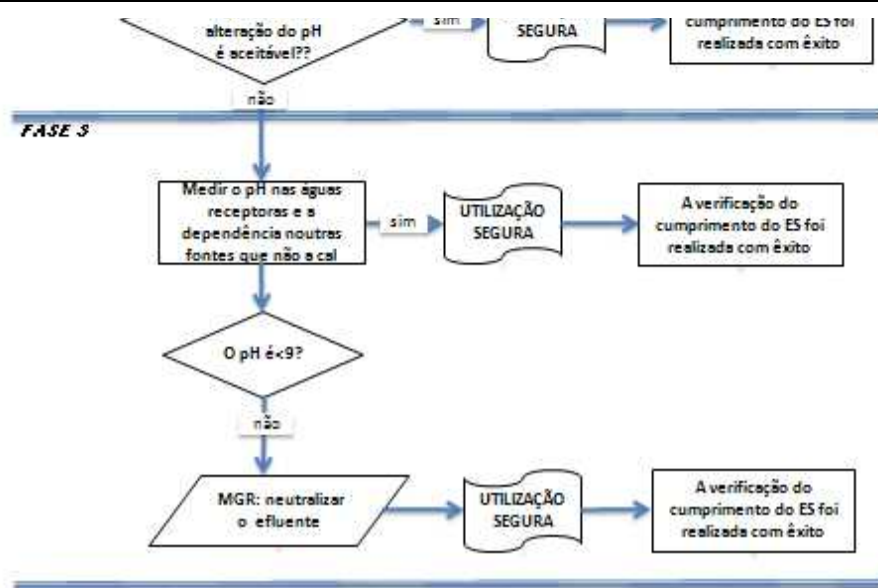 alteração do pH
é aceitável??
sim
SEGURA
cumprimento do ES foi
realizada com êxito
não
FASE 3
Medir o pH nas águas
receptoras e a
dependência noutras
fontes que não a cal
sim
UTILIZAÇÃO
SEGURA
A verificação do
cumprimento do ES foi
realizada com êxito
O pH é<9?
não
MGR: neutralizar
o efluente
UTILIZAÇÃO
SEGURA
A verificação do
cumprimento do ES foi
realizada com êxito